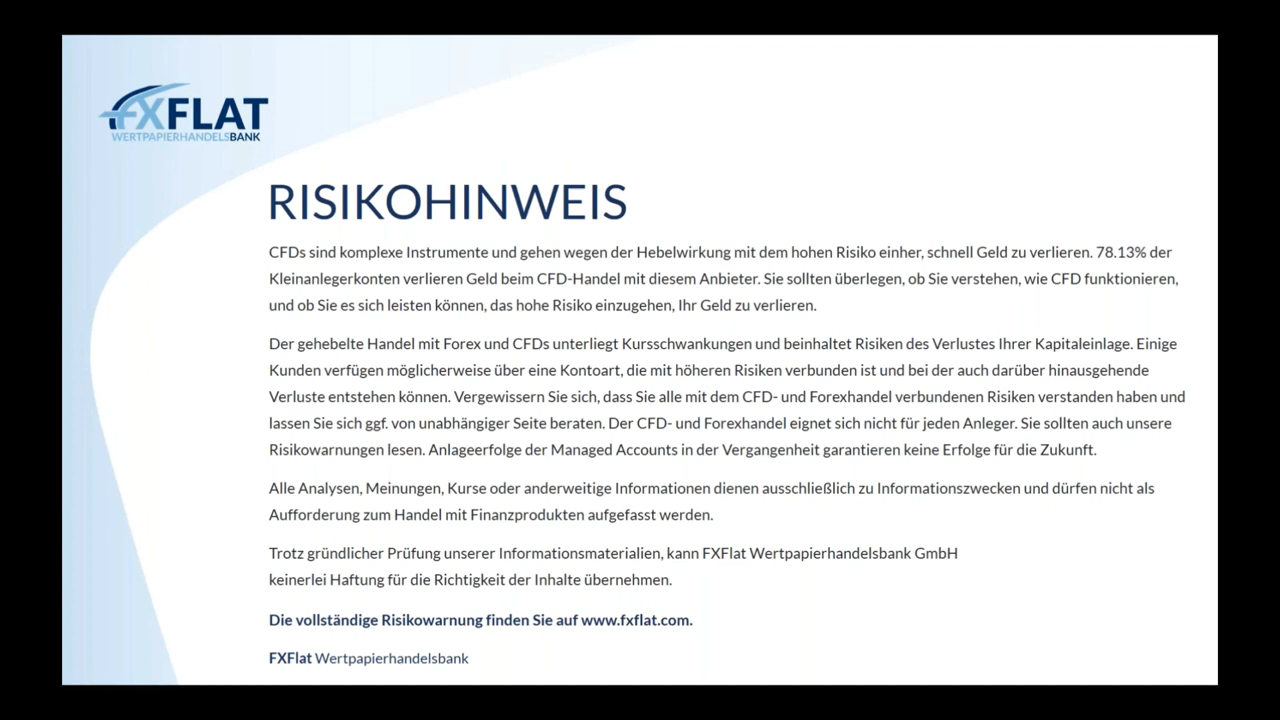 FXFLAT
WERTPAPIERHANDELSBANK
RISIKOHINWEIS
CFDs sind komplexe Instrumente und gehen wegen der Hebelwirkung mit dem hohen Risiko einher, schnell Geld zu verlieren. 78.13% der
Kleinanlegerkonten verlieren Geld beim CFD-Handel mit diesem Anbieter. Sie sollten überlegen, ob Sie verstehen, wie CFD funktionieren,
und ob Sie es sich leisten können, das hohe Risiko einzugehen, Ihr Geld zu verlieren.
Der gehebelte Handel mit Forex und CFDs unterliegt Kursschwankungen und beinhaltet Risiken des Verlustes Ihrer Kapitaleinlage. Einige
Kunden verfügen möglicherweise über eine Kontoart, die mit höheren Risiken verbunden ist und bei der auch darüber hinausgehende
Verluste entstehen können. Vergewissern Sie sich, dass Sie alle mit dem CFD- und Forexhandel verbundenen Risiken verstanden haben und
lassen Sie sich ggf. von unabhängiger Seite beraten. Der CFD- und Forexhandel eignet sich nicht für jeden Anleger. Sie sollten auch unsere
Risikowarnungen lesen. Anlageerfolge der Managed Accounts in der Vergangenheit garantieren keine Erfolge für die Zukunft.
Alle Analysen, Meinungen, Kurse oder anderweitige Informationen dienen ausschließlich zu Informationszwecken und dürfen nicht als
Aufforderung zum Handel mit Finanzprodukten aufgefasst werden.
Trotz gründlicher Prüfung unserer Informationsmaterialien, kann FXFlat Wertpapierhandelsbank GmbH
keinerlei Haftung für die Richtigkeit der Inhalte übernehmen.
Die vollständige Risikowarnung finden Sie auf www.fxflat.com.
FXFlat Wertpapierhandelsbank